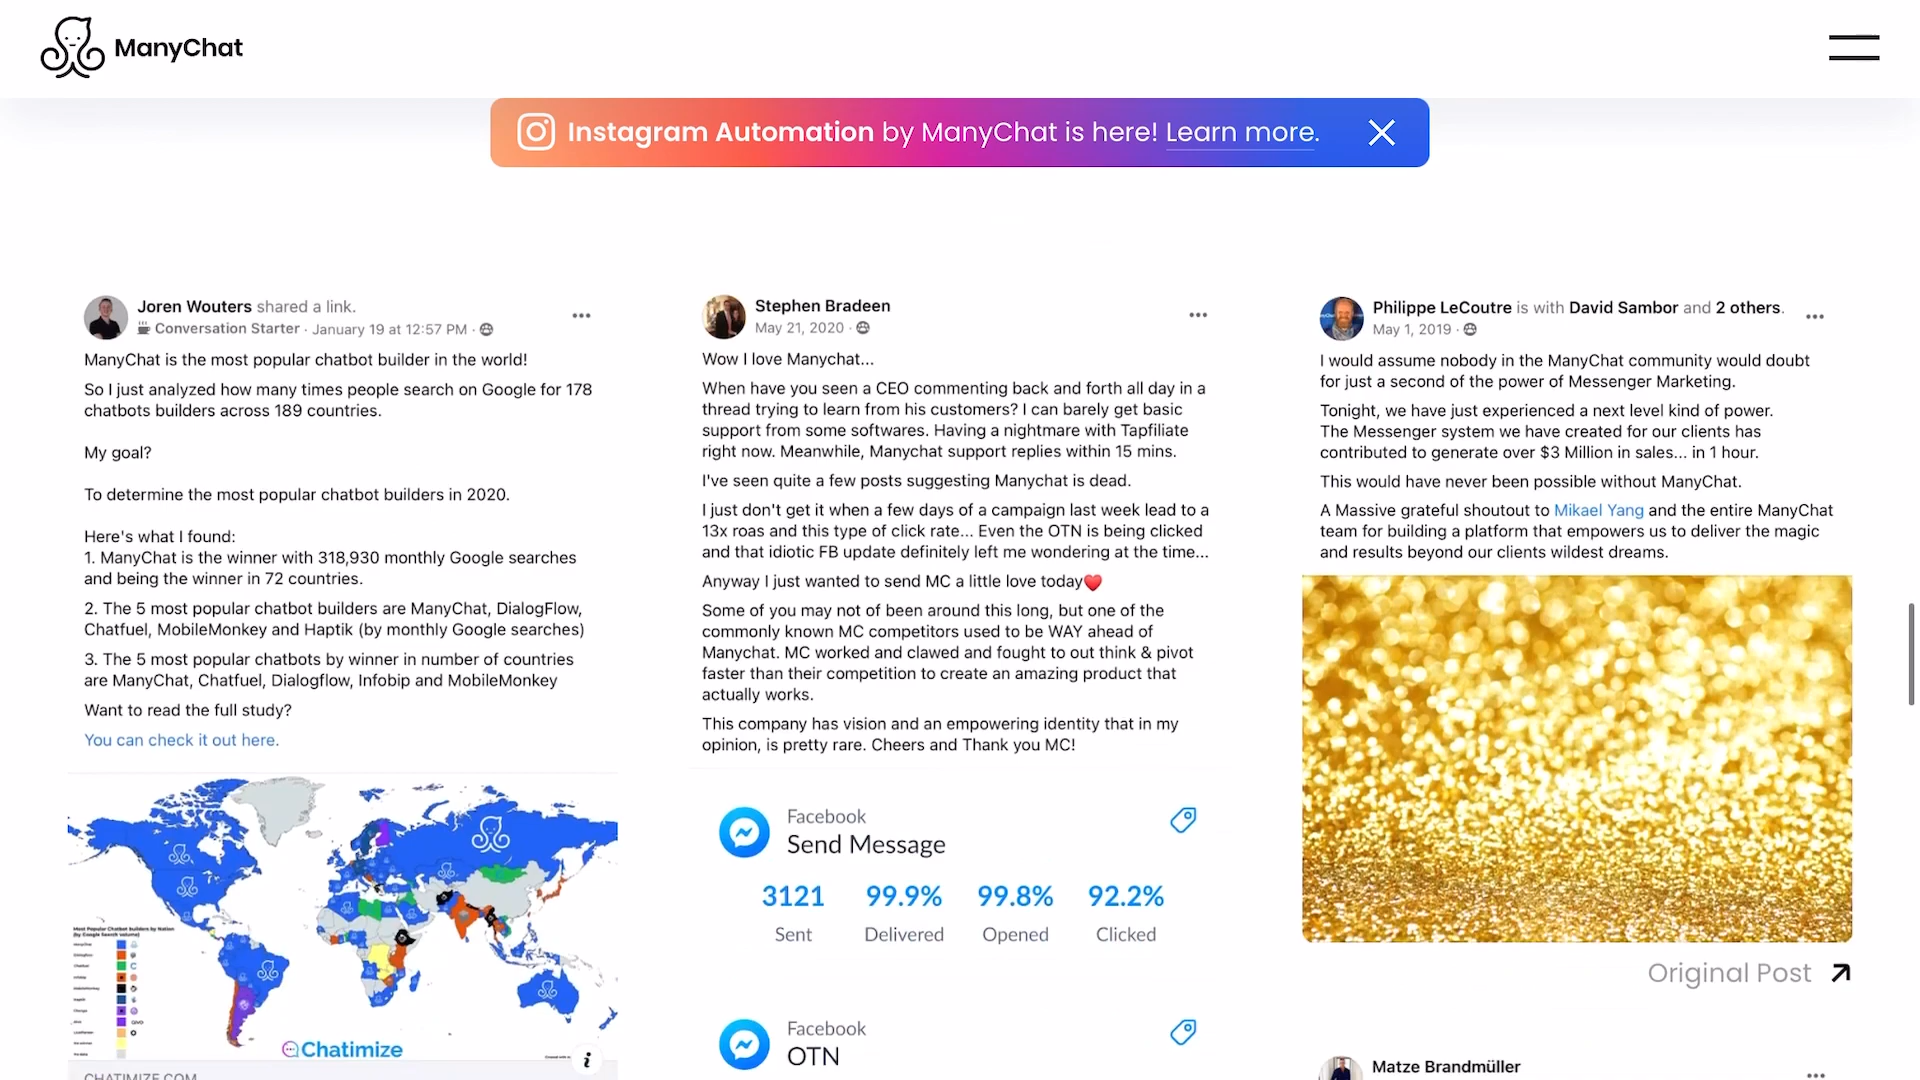 ManyChat
Instagram Automation by ManyChat is here! Learn more.
Joren Wouters shared a link.
Conversation Starter · January 19 at 12:57 PM ·
ManyChat is the most popular chatbot builder in the world!
So I just analyzed how many times people search on Google for 178
chatbots builders across 189 countries.
My goal?
To determine the most popular chatbot builders in 2020.
Here's what I found:
1. ManyChat is the winner with 318,930 monthly Google searches
and being the winner in 72 countries.
2. The 5 most popular chatbot builders are ManyChat, DialogFlow,
Chatfuel, MobileMonkey and Haptik (by monthly Google searches)
3. The 5 most popular chatbots by winner in number of countries
are ManyChat, Chatfuel, Dialogflow, Infobip and MobileMonkey
Want to read the full study?
You can check it out here.
Most Popular Chatbot builders by Nation
(by Google Search volume)
Chatimize
CHATIMIZE.COM
Stephen Bradeen
May 21, 2020 ·
Wow I love Manychat...
When have you seen a CEO commenting back and forth all day in a
thread trying to learn from his customers? I can barely get basic
support from some softwares. Having a nightmare with Tapfiliate
right now. Meanwhile, Manychat support replies within 15 mins.
I've seen quite a few posts suggesting Manychat is dead.
I just don't get it when a few days of a campaign last week lead to a
13x roas and this type of click rate... Even the OTN is being clicked
and that idiotic FB update definitely left me wondering at the time...
Anyway I just wanted to send MC a little love today❤️
Some of you may not of been around this long, but one of the
commonly known MC competitors used to be WAY ahead of
Manychat. MC worked and clawed and fought to out think & pivot
faster than their competition to create an amazing product that
actually works.
This company has vision and an empowering identity that in my
opinion, is pretty rare. Cheers and Thank you MC!
Facebook
Send Message
3121 99.9% 99.8% 92.2%
Sent Delivered Opened Clicked
Facebook
OTN
Philippe LeCoutre is with David Sambor and 2 others.
May 1, 2019 ·
I would assume nobody in the ManyChat community would doubt
for just a second of the power of Messenger Marketing.
Tonight, we have just experienced a next level kind of power.
The Messenger system we have created for our clients has
contributed to generate over $3 Million in sales... in 1 hour.
This would have never been possible without ManyChat.
A Massive grateful shoutout to Mikael Yang and the entire ManyChat
team for building a platform that empowers us to deliver the magic
and results beyond our clients wildest dreams.
Original Post
Matze Brandmüller